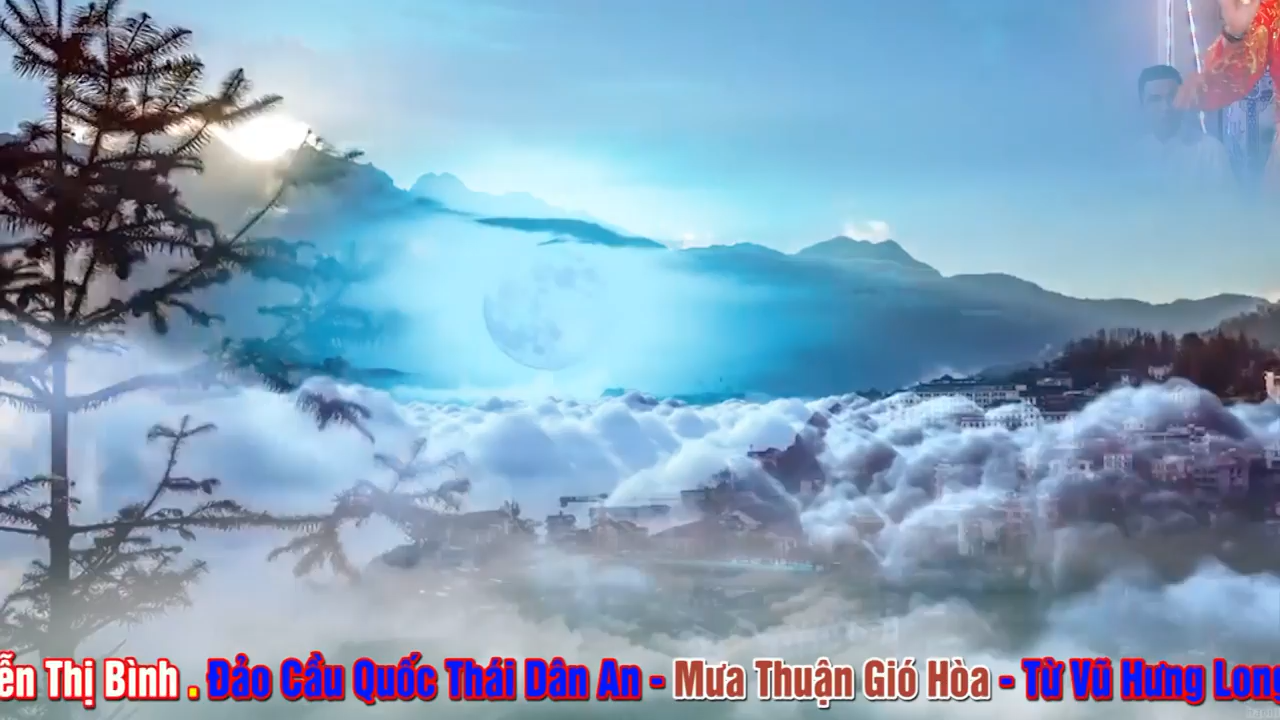 ễn Thị Bình . Đảo Cầu Quốc Thái Dân An - Mưa Thuận Gió Hòa - Từ Vũ Hưng Long